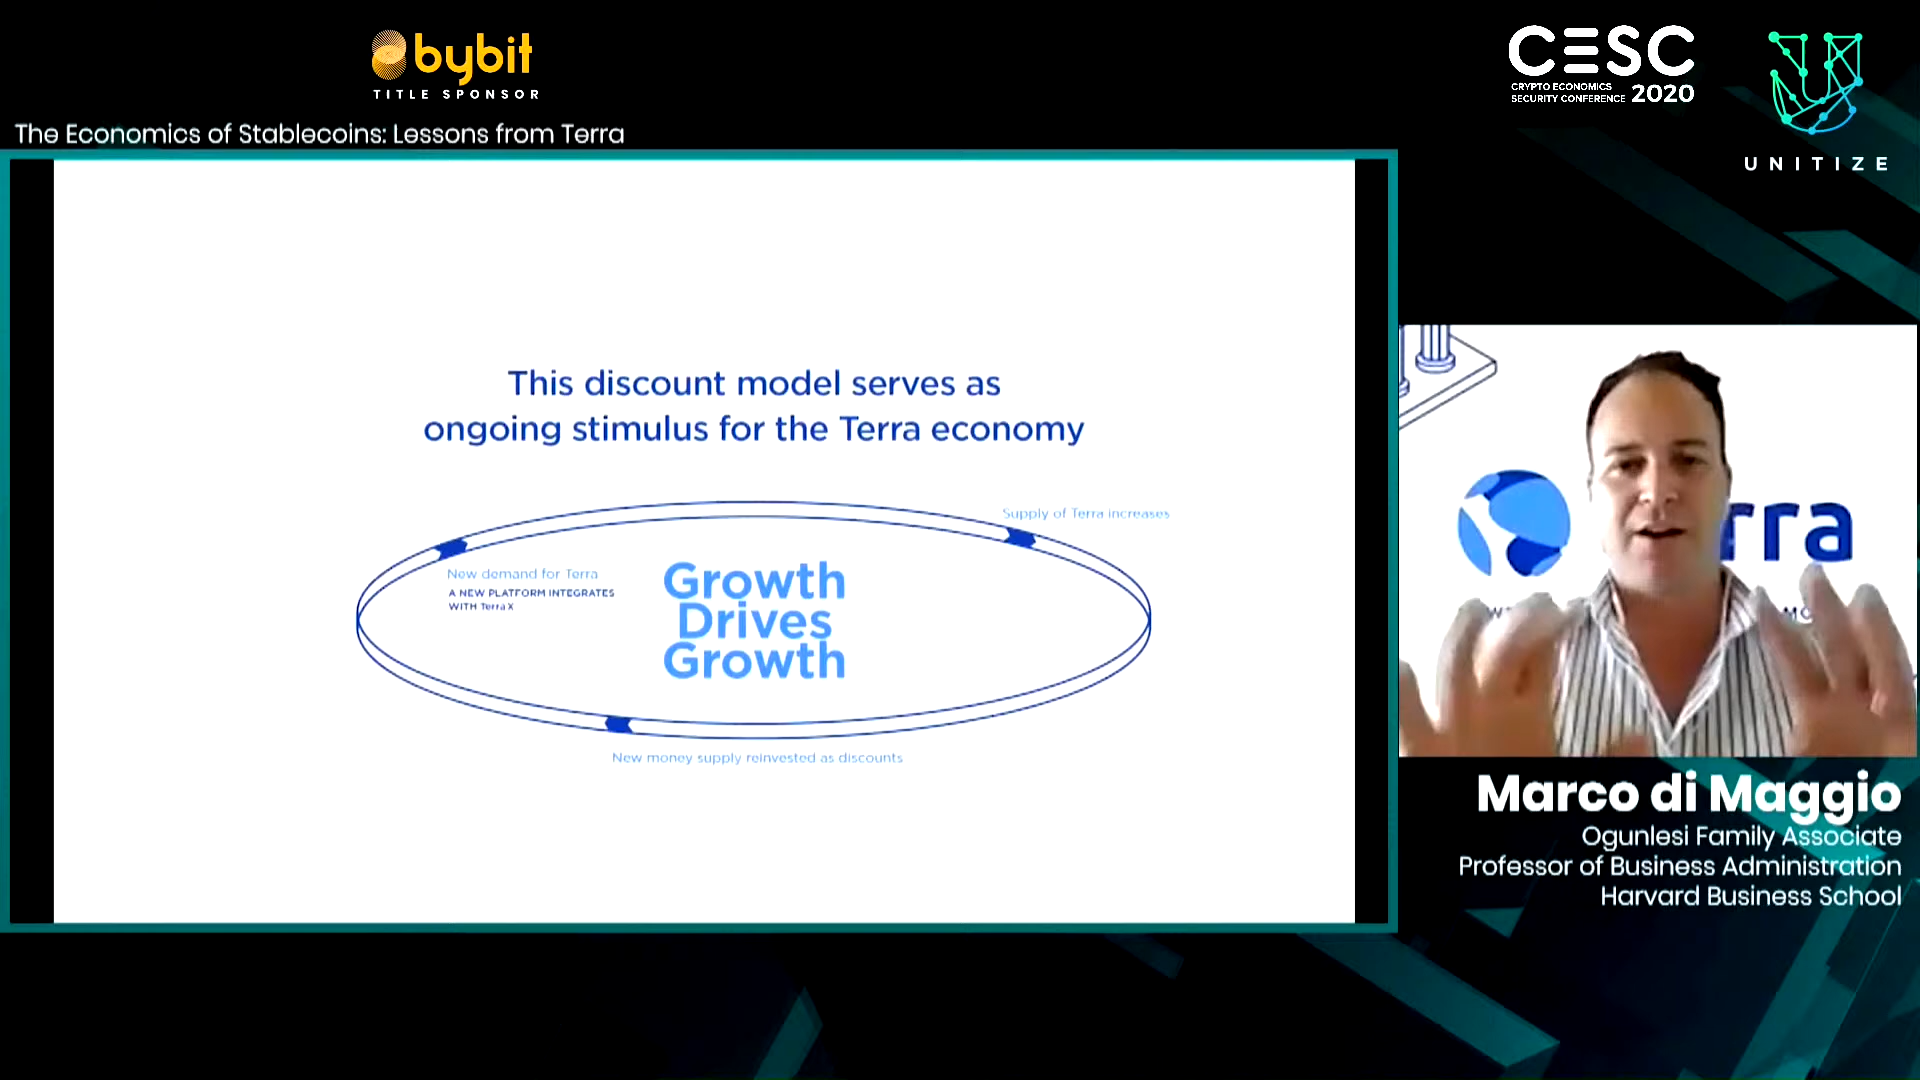 bybit
TITLE SPONSOR
CESC
CRYPTO ECONOMICS
SECURITY CONFERENCE 2020
UNITIZE
The Economics of Stablecoins: Lessons from Terra
This discount model serves as
ongoing stimulus for the Terra economy
Supply of Terra increases
New demand for Terra
A NEW PLATFORM INTEGRATES
WITH TerraX
Growth
Drives
Growth
New money supply reinvested as discounts
rra
Marco di Maggio
Ogunlesi Family Associate
Professor of Business Administration
Harvard Business School